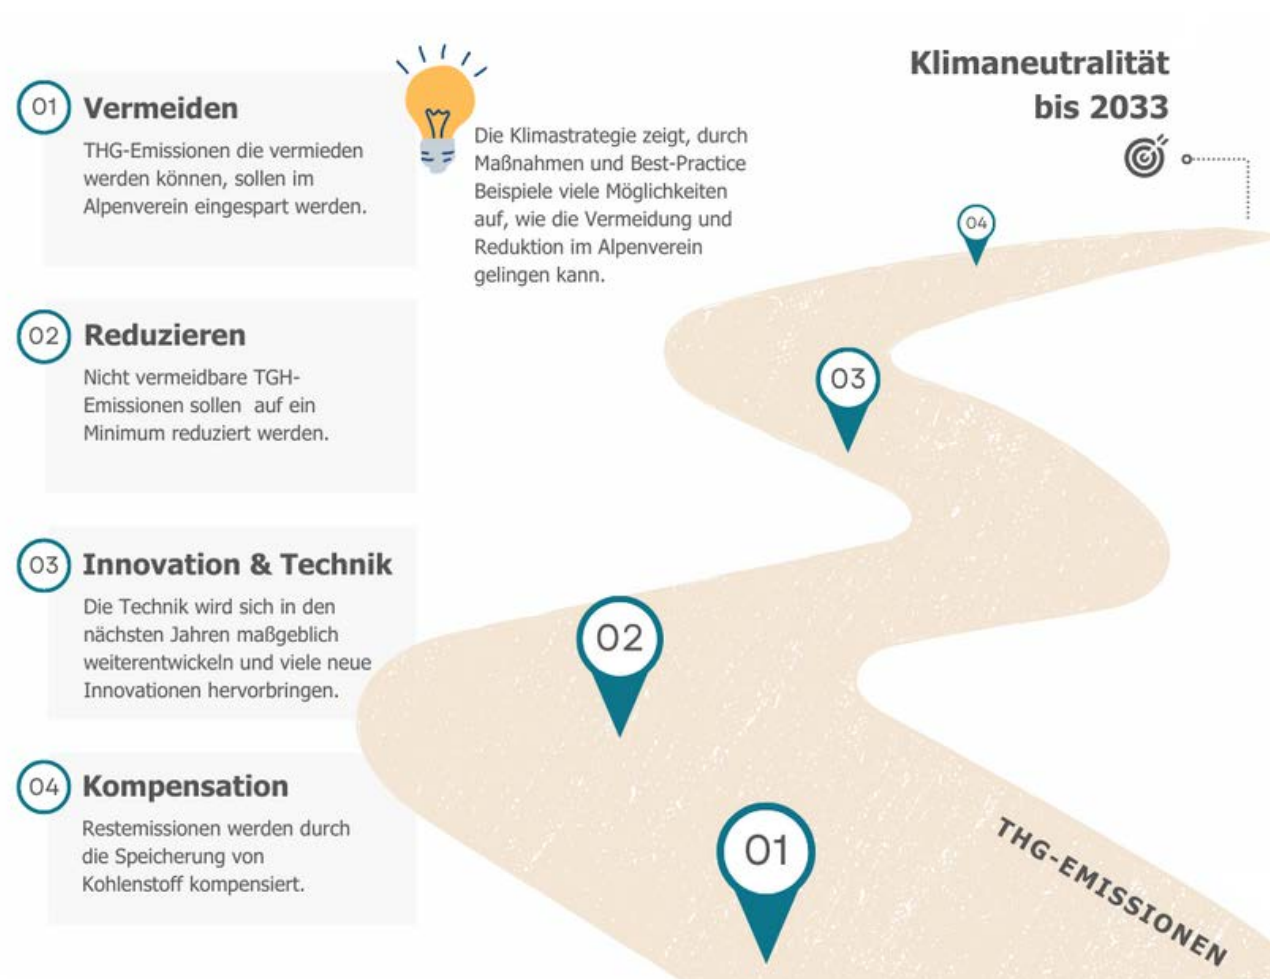 01
Vermeiden
THG-Emissionen die vermieden
werden können, sollen im
Alpenverein eingespart werden.
Die Klimastrategie zeigt, durch
Maßnahmen und Best-Practice
Beispiele viele Möglichkeiten
auf, wie die Vermeidung und
Reduktion im Alpenverein
gelingen kann.
Klimaneutralität
bis 2033
02
Reduzieren
Nicht vermeidbare TGH-
Emissionen sollen auf ein
Minimum reduziert werden.
03
Innovation & Technik
Die Technik wird sich in den
nächsten Jahren maßgeblich
weiterentwickeln und viele neue
Innovationen hervorbringen.
04
Kompensation
Restemissionen werden durch
die Speicherung von
Kohlenstoff kompensiert.
04
03
02
01
THG-EMISSIONEN